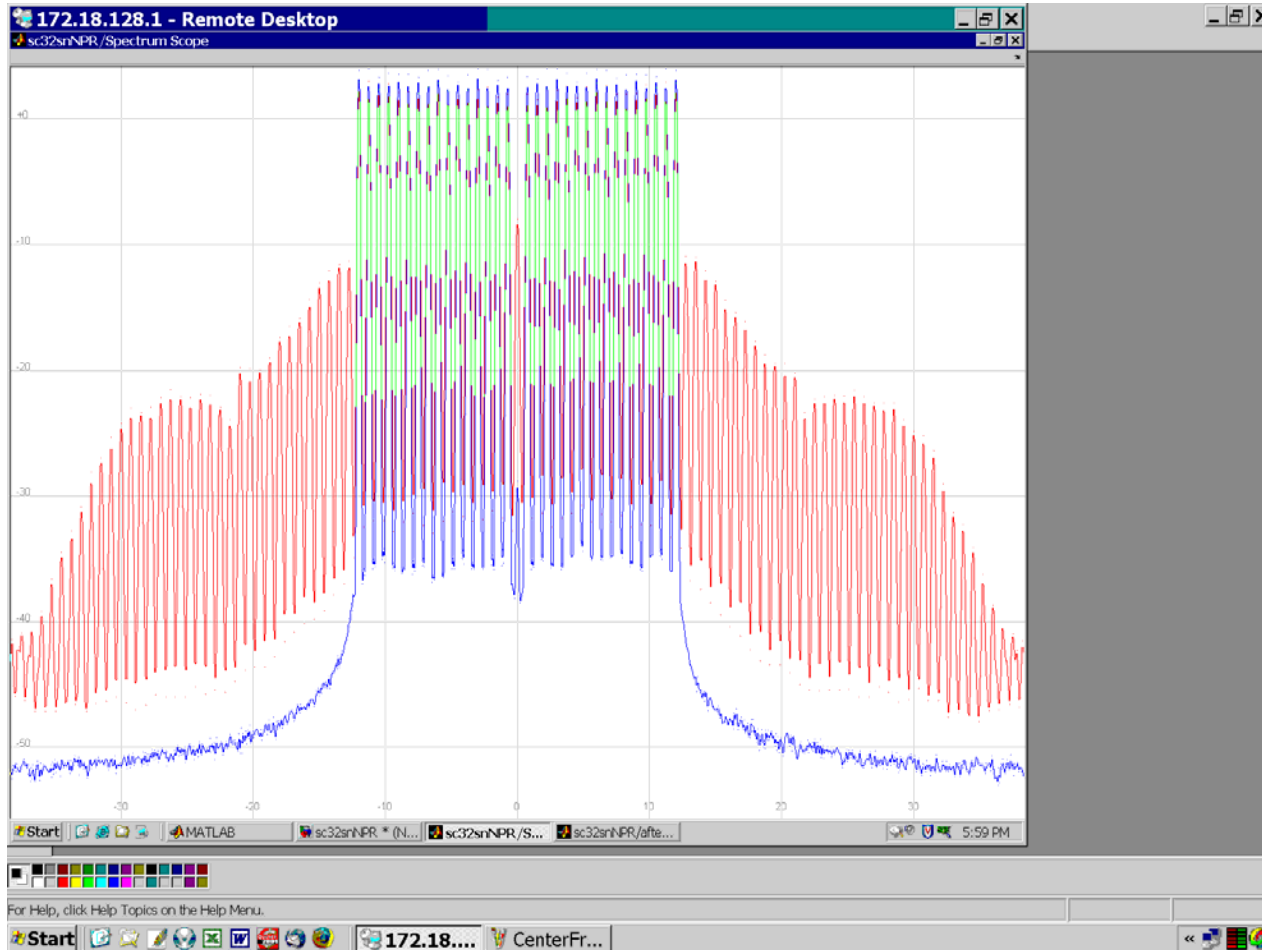 172.18.128.1 - Remote Desktop
sc32snNPR/Spectrum Scope
+0
-10
-20
-30
-40
-50
-30 -20 -10 0 10 20 30
Start MATLAB sc32snNPR * (N... sc32snNPR/S... sc32snNPR/afte... 5:59 PM
For Help, click Help Topics on the Help Menu.
Start 172.18.... CenterFr... «